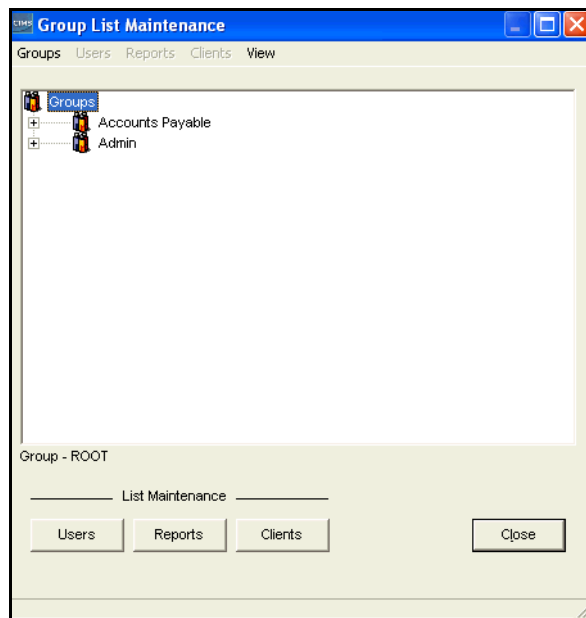 CIMS Group List Maintenance
Groups Users Reports Clients View
Groups
Accounts Payable
Admin
Group - ROOT
List Maintenance
Users Reports Clients Close